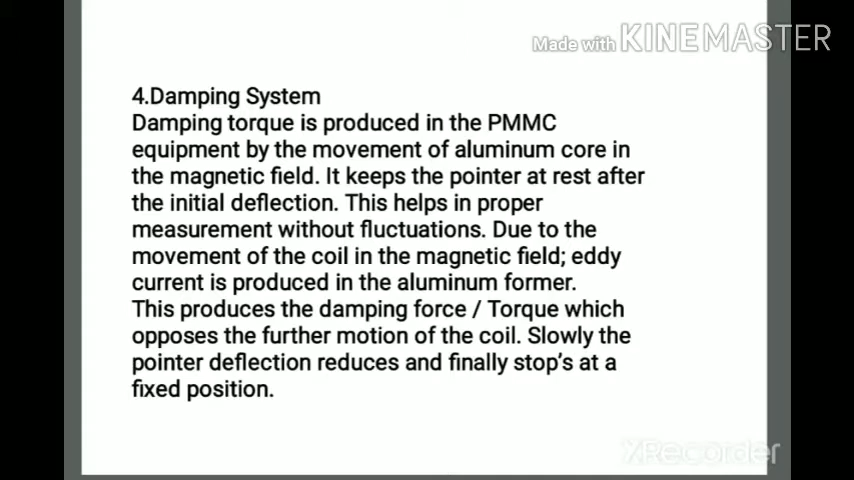 Made with KINEMASTER
4.Damping System
Damping torque is produced in the PMMC
equipment by the movement of aluminum core in
the magnetic field. It keeps the pointer at rest after
the initial deflection. This helps in proper
measurement without fluctuations. Due to the
movement of the coil in the magnetic field; eddy
current is produced in the aluminum former.
This produces the damping force / Torque which
opposes the further motion of the coil. Slowly the
pointer deflection reduces and finally stop's at a
fixed position.
XRecorder